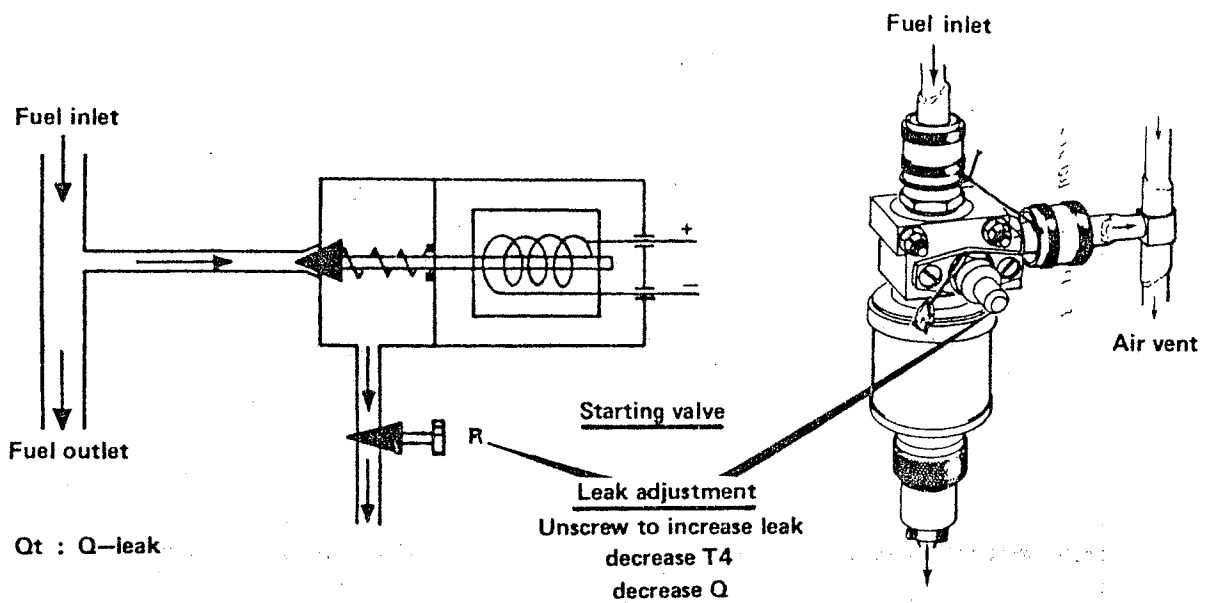 Fuel inlet
Fuel inlet
+
−
Air vent
Starting valve
R
Fuel outlet
Leak adjustment
Unscrew to increase leak
decrease T4
decrease Q
Qt : Q–leak